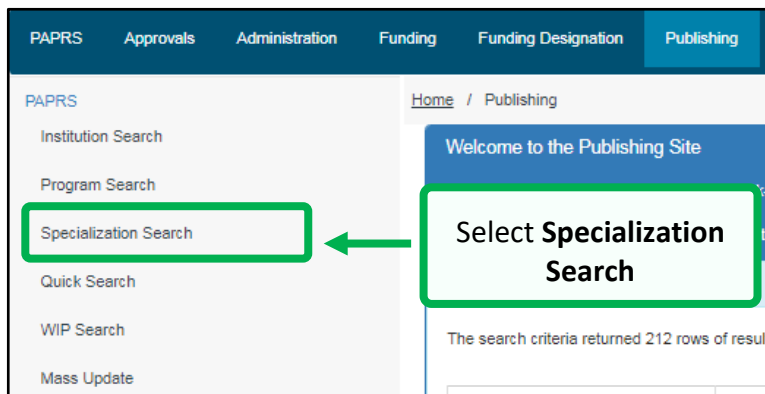 PAPRS Approvals Administration Funding Funding Designation Publishing
PAPRS
Institution Search
Program Search
Specialization Search
Quick Search
WIP Search
Mass Update
Home / Publishing
Welcome to the Publishing Site
Select Specialization
Search
The search criteria returned 212 rows of resul